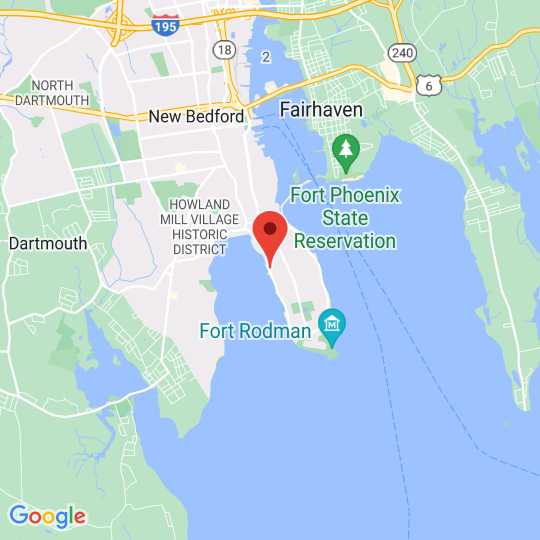 195
18
2
240
6
NORTH
DARTMOUTH
New Bedford
Fairhaven
Fort Phoenix
State
Reservation
HOWLAND
MILL VILLAGE
HISTORIC
DISTRICT
Dartmouth
Fort Rodman
M
Google